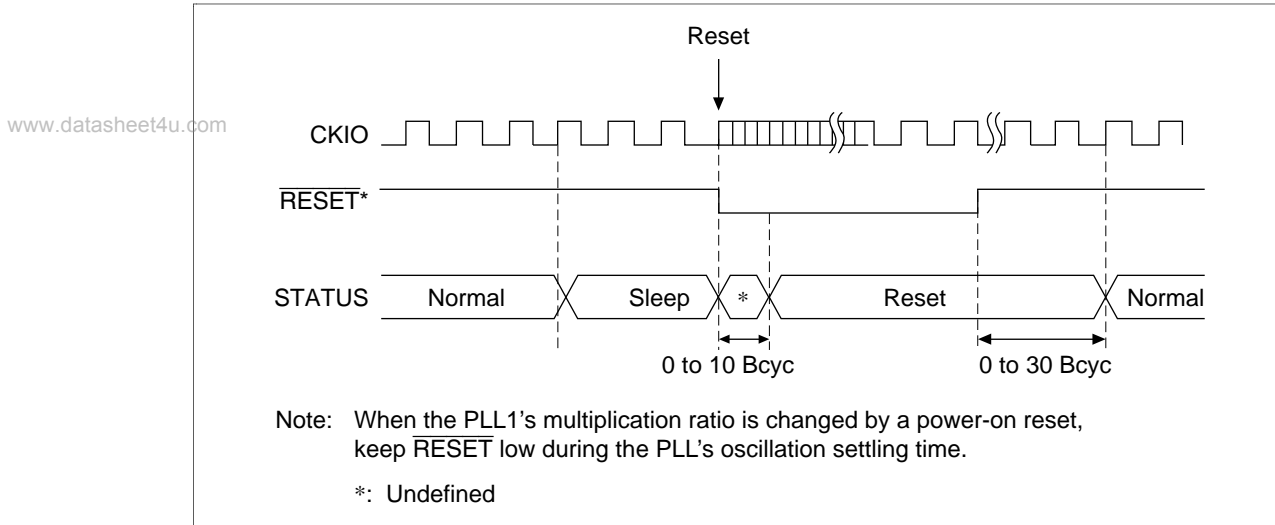 Reset
www.datasheet4u.com
CKIO
RESET*
STATUS Normal Sleep * Reset Normal
0 to 10 Bcyc 0 to 30 Bcyc
Note: When the PLL1's multiplication ratio is changed by a power-on reset,
keep RESET low during the PLL's oscillation settling time.
*: Undefined